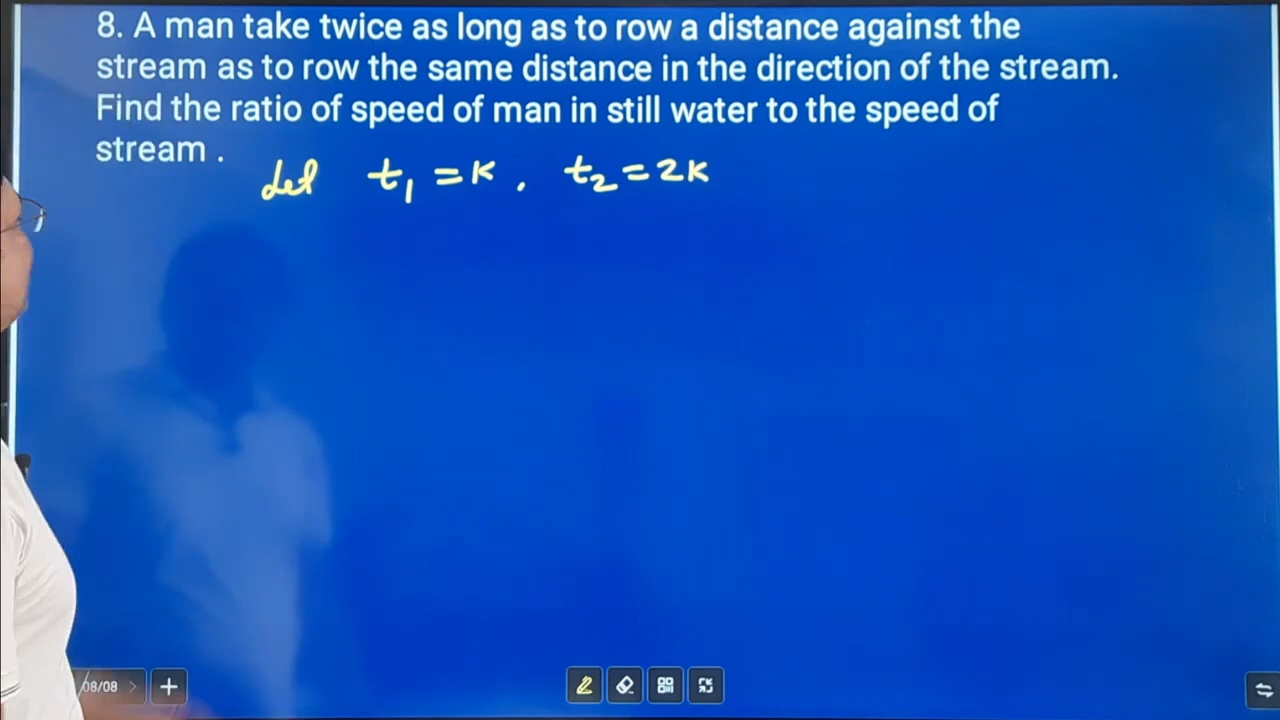 8. A man take twice as long as to row a distance against the
stream as to row the same distance in the direction of the stream.
Find the ratio of speed of man in still water to the speed of
stream .
Let t₁ = K , t₂ = 2K
08/08